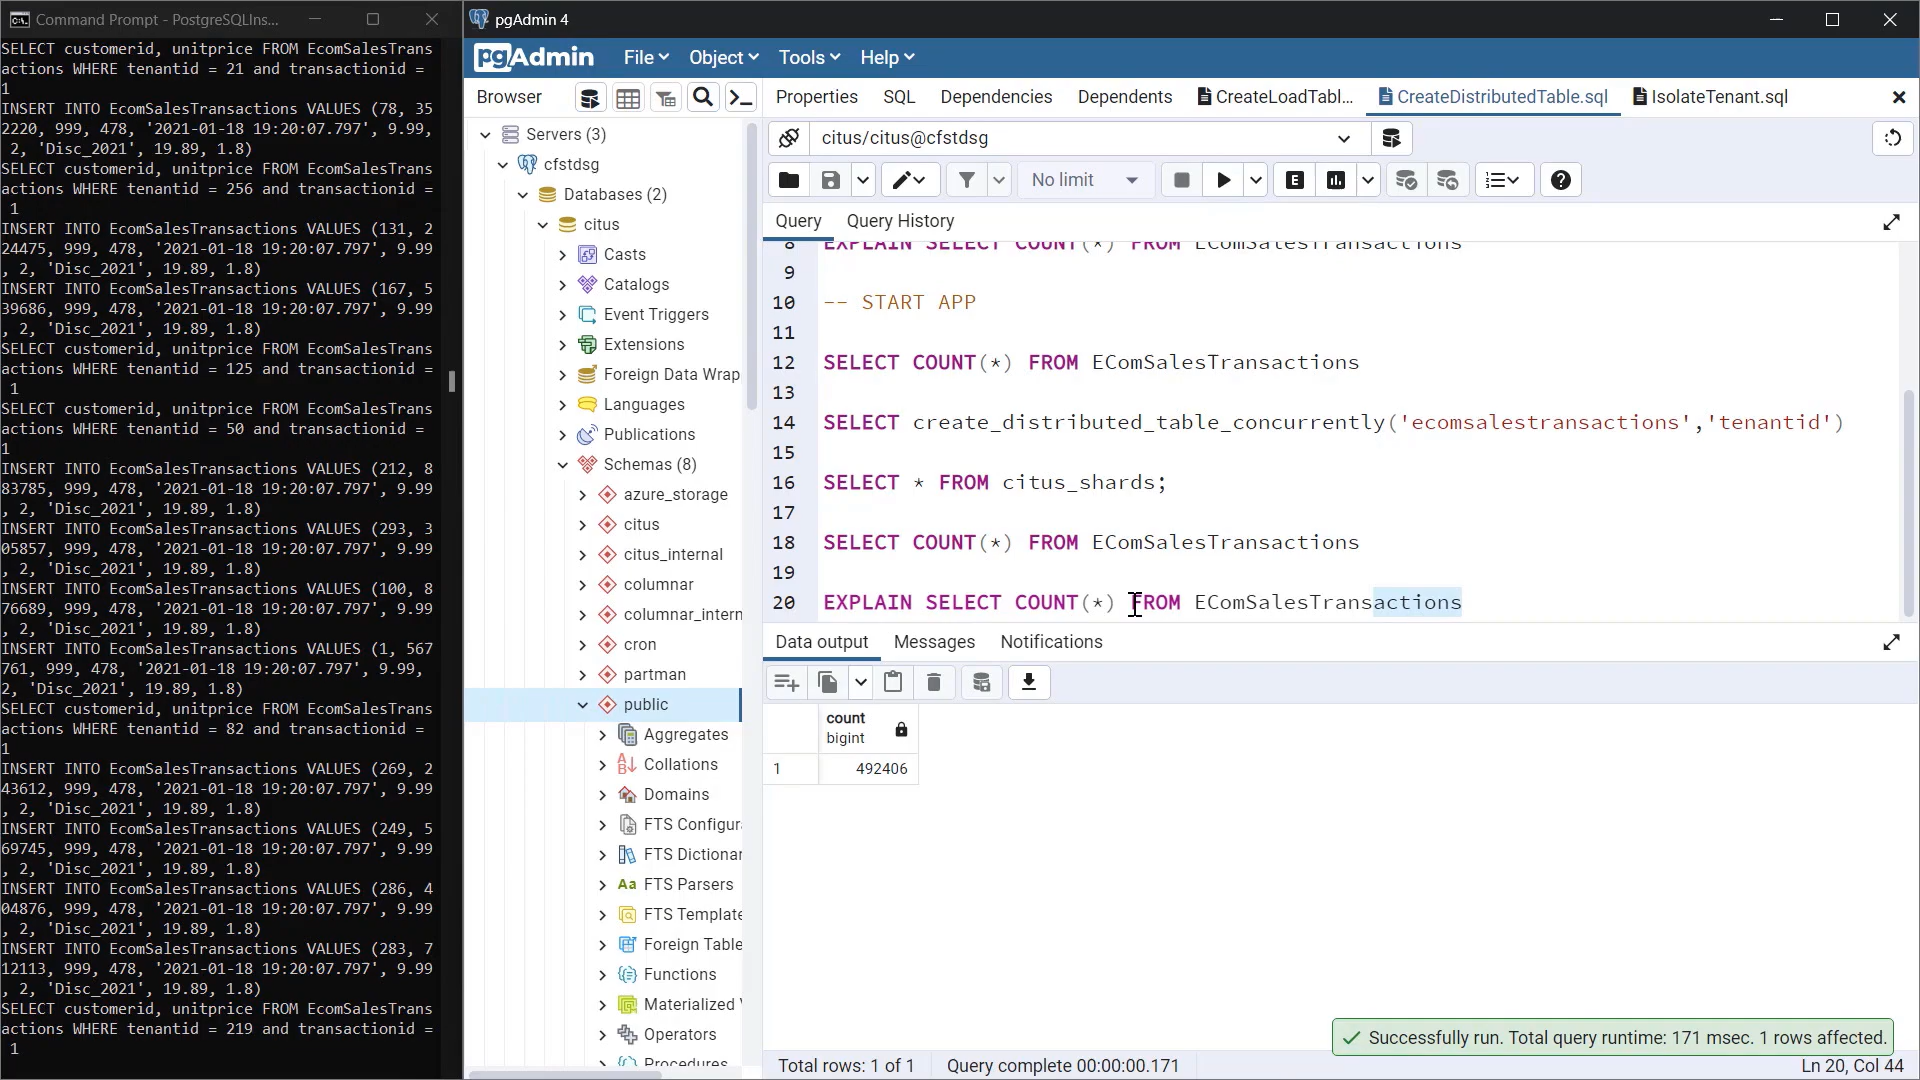 Command Prompt - PostgreSQLIns...
SELECT customerid, unitprice FROM EcomSalesTrans
actions WHERE tenantid = 21 and transactionid =
1
INSERT INTO EcomSalesTransactions VALUES (78, 35
2220, 999, 478, '2021-01-18 19:20:07.797', 9.99,
2, 'Disc_2021', 19.89, 1.8)
SELECT customerid, unitprice FROM EcomSalesTrans
actions WHERE tenantid = 256 and transactionid =
1
INSERT INTO EcomSalesTransactions VALUES (131, 2
24475, 999, 478, '2021-01-18 19:20:07.797', 9.99
, 2, 'Disc_2021', 19.89, 1.8)
INSERT INTO EcomSalesTransactions VALUES (167, 5
39686, 999, 478, '2021-01-18 19:20:07.797', 9.99
, 2, 'Disc_2021', 19.89, 1.8)
SELECT customerid, unitprice FROM EcomSalesTrans
actions WHERE tenantid = 125 and transactionid =
1
SELECT customerid, unitprice FROM EcomSalesTrans
actions WHERE tenantid = 50 and transactionid =
1
INSERT INTO EcomSalesTransactions VALUES (212, 8
83785, 999, 478, '2021-01-18 19:20:07.797', 9.99
, 2, 'Disc_2021', 19.89, 1.8)
INSERT INTO EcomSalesTransactions VALUES (293, 3
05857, 999, 478, '2021-01-18 19:20:07.797', 9.99
, 2, 'Disc_2021', 19.89, 1.8)
INSERT INTO EcomSalesTransactions VALUES (100, 8
76689, 999, 478, '2021-01-18 19:20:07.797', 9.99
, 2, 'Disc_2021', 19.89, 1.8)
INSERT INTO EcomSalesTransactions VALUES (1, 567
761, 999, 478, '2021-01-18 19:20:07.797', 9.99,
2, 'Disc_2021', 19.89, 1.8)
SELECT customerid, unitprice FROM EcomSalesTrans
actions WHERE tenantid = 82 and transactionid =
1
INSERT INTO EcomSalesTransactions VALUES (269, 2
43612, 999, 478, '2021-01-18 19:20:07.797', 9.99
, 2, 'Disc_2021', 19.89, 1.8)
INSERT INTO EcomSalesTransactions VALUES (249, 5
69745, 999, 478, '2021-01-18 19:20:07.797', 9.99
, 2, 'Disc_2021', 19.89, 1.8)
INSERT INTO EcomSalesTransactions VALUES (286, 4
04876, 999, 478, '2021-01-18 19:20:07.797', 9.99
, 2, 'Disc_2021', 19.89, 1.8)
INSERT INTO EcomSalesTransactions VALUES (283, 7
12113, 999, 478, '2021-01-18 19:20:07.797', 9.99
, 2, 'Disc_2021', 19.89, 1.8)
SELECT customerid, unitprice FROM EcomSalesTrans
actions WHERE tenantid = 219 and transactionid =
1
pgAdmin 4
pgAdmin File Object Tools Help
Browser
Servers (3)
cfstdsg
Databases (2)
citus
Casts
Catalogs
Event Triggers
Extensions
Foreign Data Wrap
Languages
Publications
Schemas (8)
azure_storage
citus
citus_internal
columnar
columnar_intern
cron
partman
public
Aggregates
Collations
Domains
FTS Configura
FTS Dictionar
Aa FTS Parsers
FTS Template
Foreign Table
Functions
Materialized V
Operators
Procedures
Properties SQL Dependencies Dependents CreateLoadTabl... CreateDistributedTable.sql IsolateTenant.sql
citus/citus@cfstdsg
No limit E
Query Query History
8 EXPLAIN SELECT COUNT(*) FROM EComSalesTransactions
9
10 -- START APP
11
12 SELECT COUNT(*) FROM EComSalesTransactions
13
14 SELECT create_distributed_table_concurrently('ecomsalestransactions','tenantid')
15
16 SELECT * FROM citus_shards;
17
18 SELECT COUNT(*) FROM EComSalesTransactions
19
20 EXPLAIN SELECT COUNT(*) FROM EComSalesTransactions
Data output Messages Notifications
count
bigint
1 492406
Successfully run. Total query runtime: 171 msec. 1 rows affected.
Total rows: 1 of 1 Query complete 00:00:00.171 Ln 20, Col 44